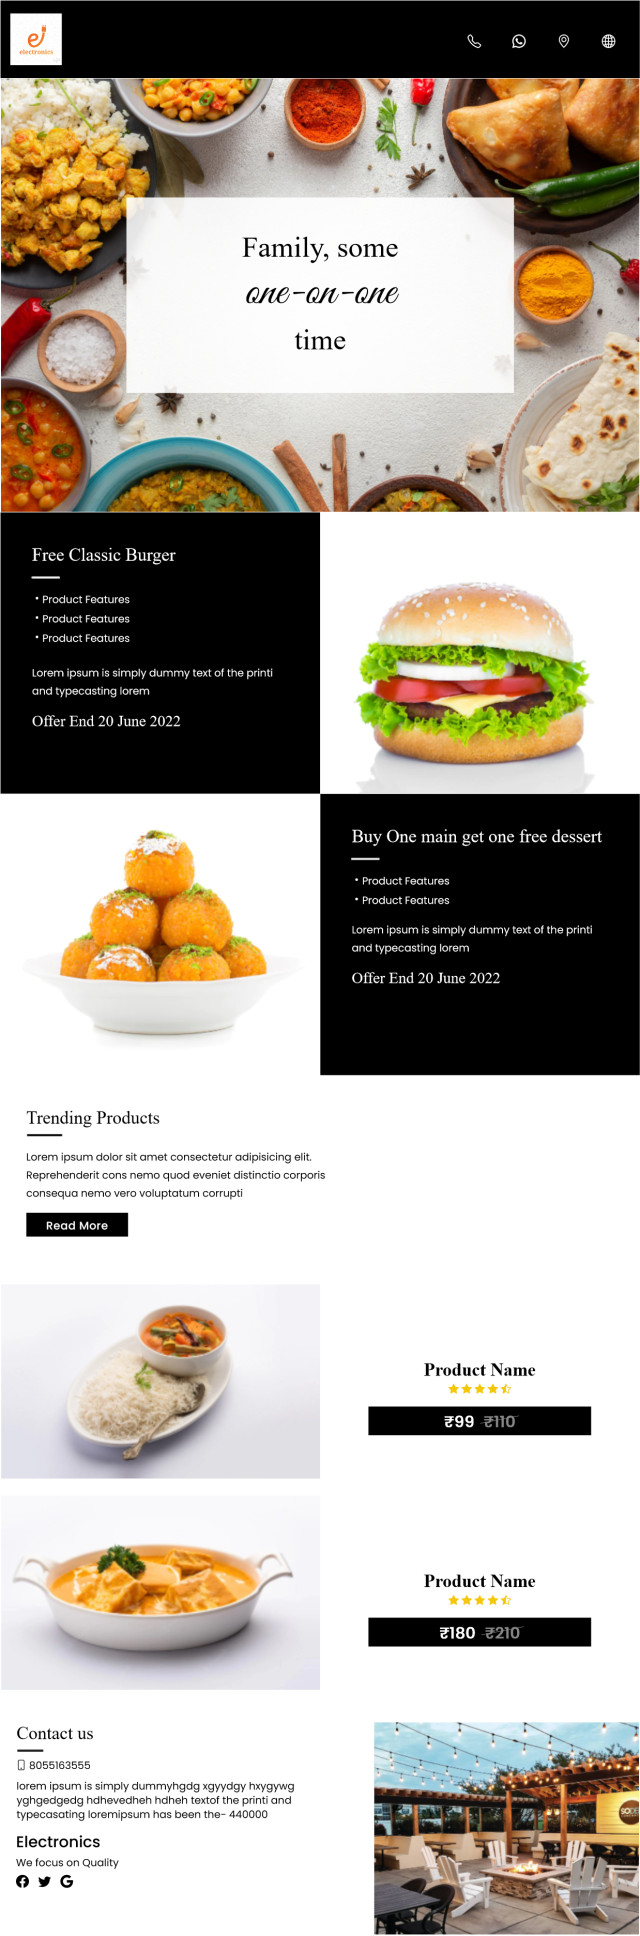 electronics
Family, some
one-on-one
time
Free Classic Burger
• Product Features
• Product Features
• Product Features
Lorem ipsum is simply dummy text of the printi
and typecasting lorem
Offer End 20 June 2022
Buy One main get one free dessert
• Product Features
• Product Features
Lorem ipsum is simply dummy text of the printi
and typecasting lorem
Offer End 20 June 2022
Trending Products
Lorem ipsum dolor sit amet consectetur adipisicing elit.
Reprehenderit cons nemo quod eveniet distinctio corporis
consequa nemo vero voluptatum corrupti
Read More
Product Name
₹99 ₹110
Product Name
₹180 ₹210
Contact us
8055163555
lorem ipsum is simply dummyhgdg xgyydgy hxygywg
yghgedgedg hdhevedheh hdheh textof the printi and
typecasating loremipsum has been the- 440000
Electronics
We focus on Quality